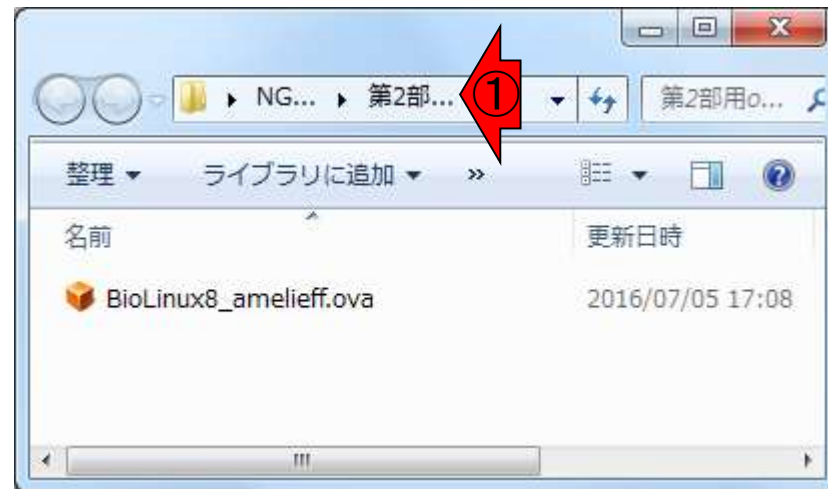 NG... 第2部... ① 第2部用o...
整理 ライブラリに追加 »
名前 更新日時
BioLinux8_amelieff.ova 2016/07/05 17:08